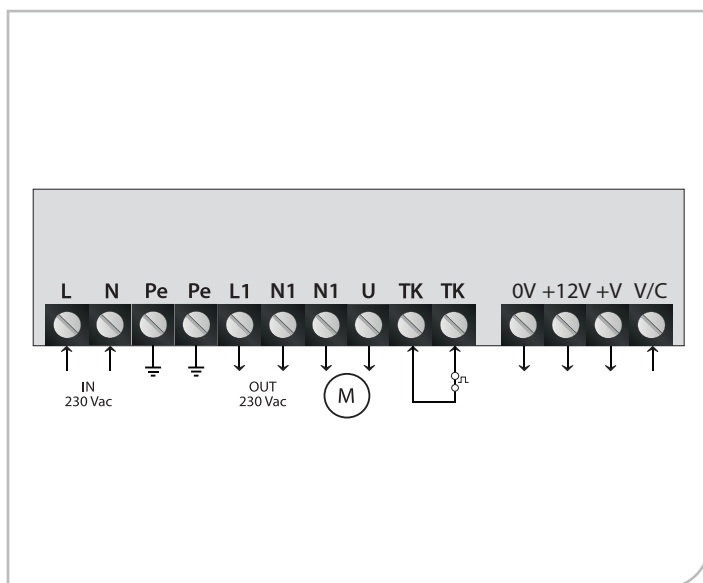 L N Pe Pe L1 N1 N1 U TK TK 0V +12V +V V/C
IN
230 Vac
OUT
230 Vac
M